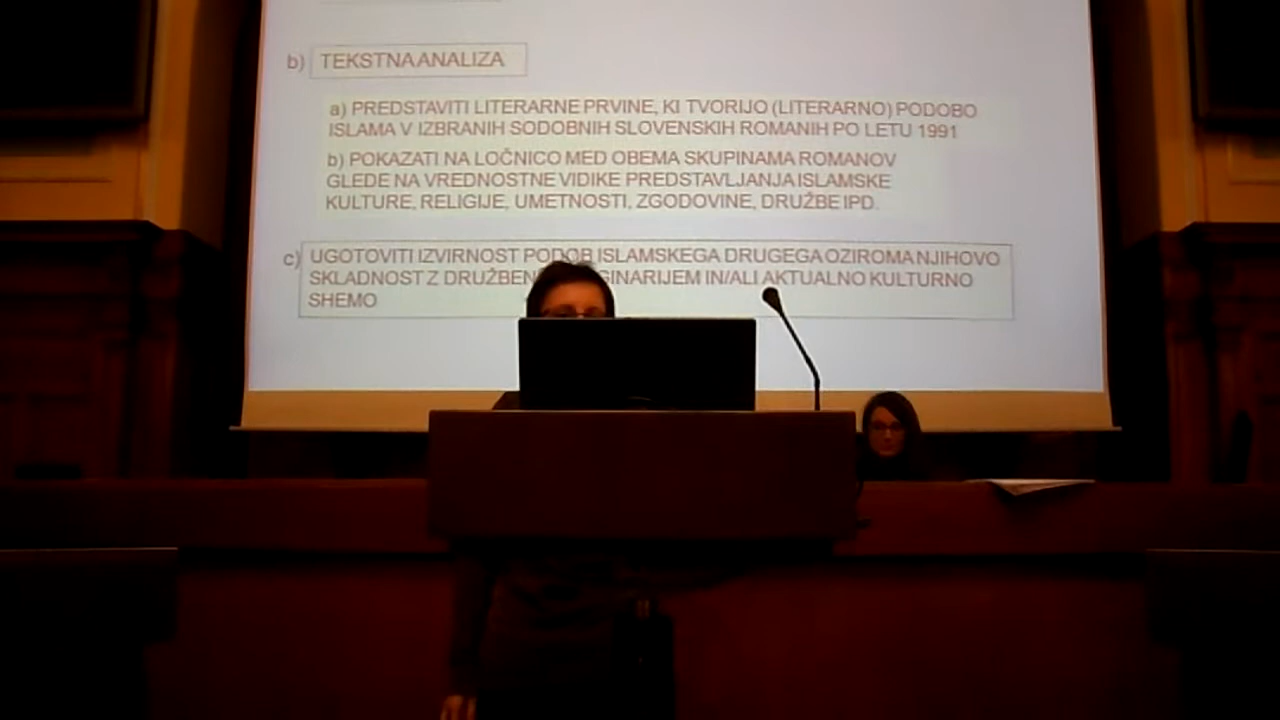 b) TEKSTNA ANALIZA
a) PREDSTAVITI LITERARNE PRVINE, KI TVORIJO (LITERARNO) PODOBO
ISLAMA V IZBRANIH SODOBNIH SLOVENSKIH ROMANIH PO LETU 1991
b) POKAZATI NA LOČNICO MED OBEMA SKUPINAMA ROMANOV
GLEDE NA VREDNOSTNE VIDIKE PREDSTAVLJANJA ISLAMSKE
KULTURE, RELIGIJE, UMETNOSTI, ZGODOVINE, DRUŽBE IPD.
c) UGOTOVITI IZVIRNOST PODOB ISLAMSKEGA DRUGEGA OZIROMA NJIHOVO
SKLADNOST Z IN/ALI AKTUALNO KULTURNO
SHEMO